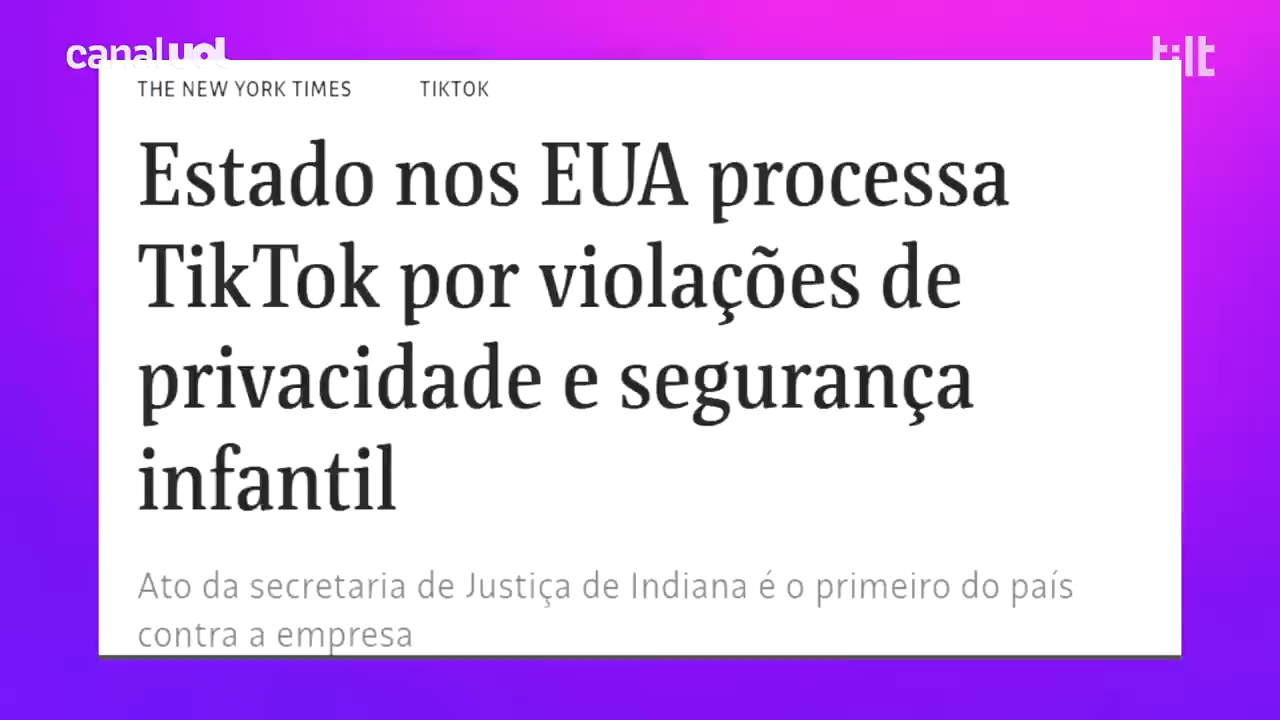 canal uol
tilt
THE NEW YORK TIMES TIKTOK
Estado nos EUA processa
TikTok por violações de
privacidade e segurança
infantil
Ato da secretaria de Justiça de Indiana é o primeiro do país
contra a empresa